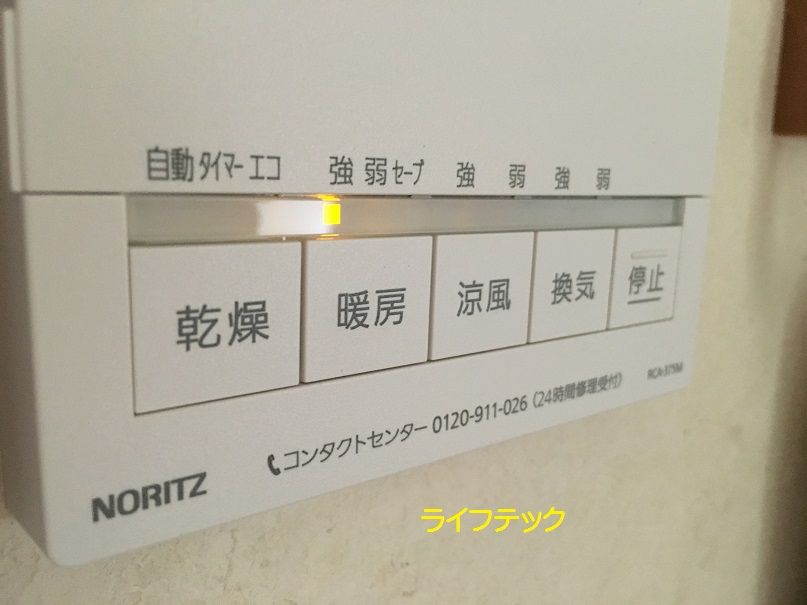 自動 タイマー エコ 強 弱 セーブ 強 弱 強 弱
乾燥 暖房 涼風 換気 停止
コンタクトセンター 0120-911-026 (24時間修理受付) RCA-375M
NORITZ
ライフテック